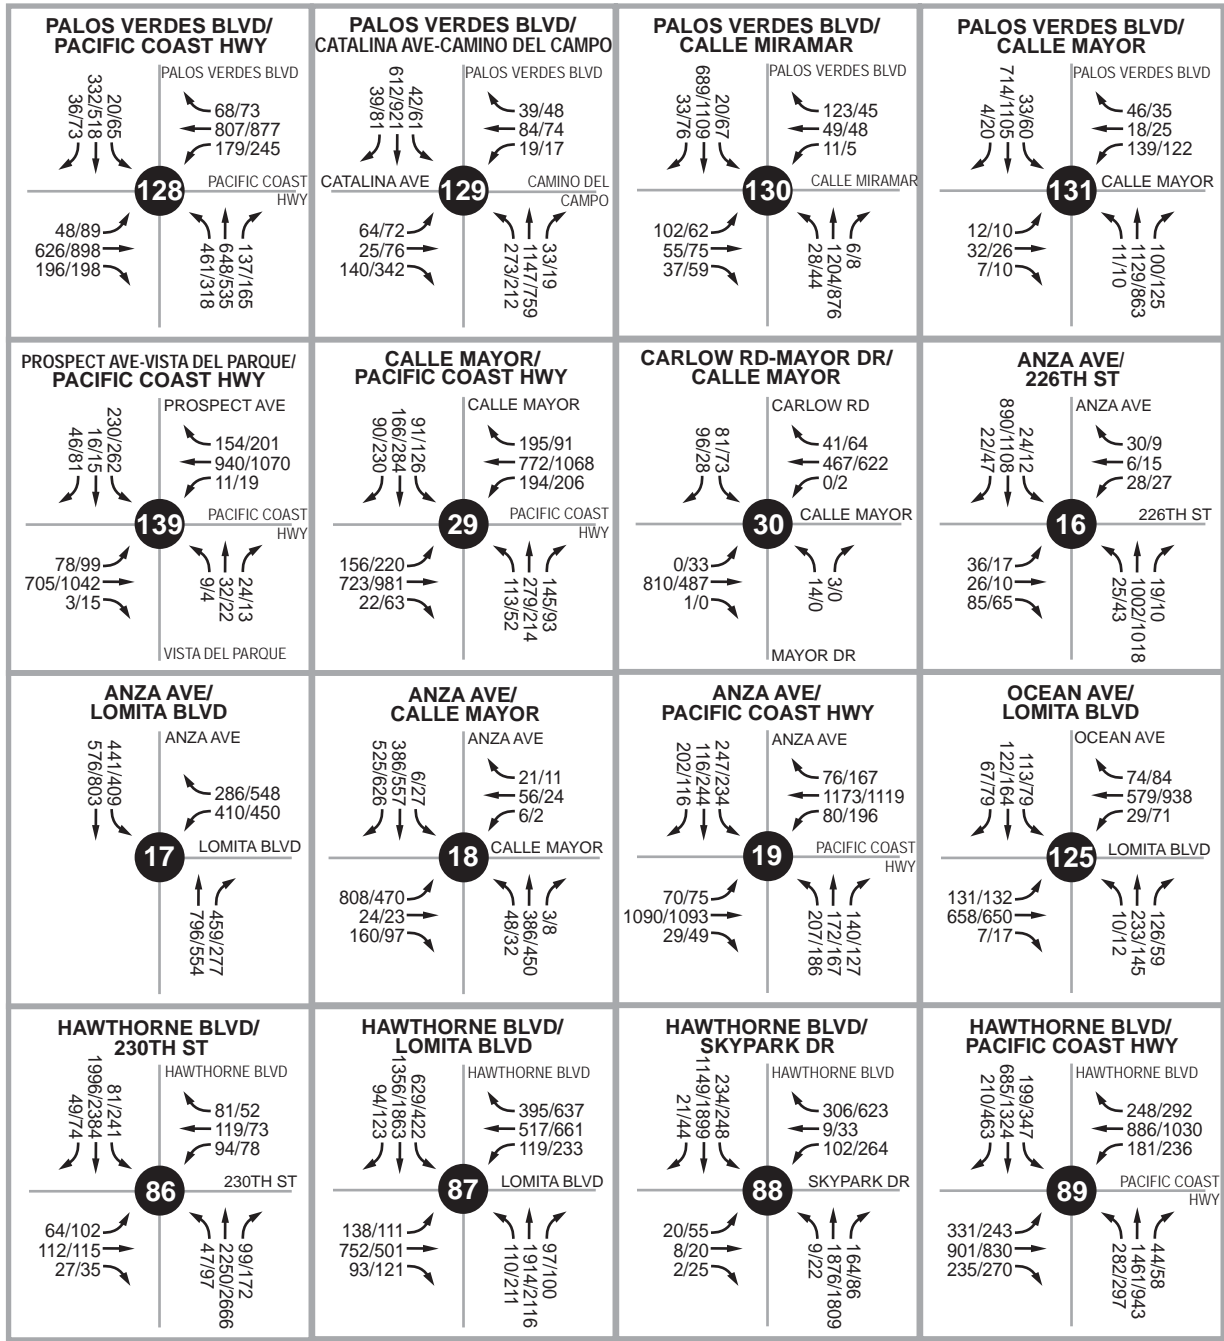 PALOS VERDES BLVD/
PACIFIC COAST HWY
PALOS VERDES BLVD
36/73
332/518
20/65
68/73
807/877
179/245
128
PACIFIC COAST
HWY
48/89
626/898
196/198
461/318
648/535
137/165
PALOS VERDES BLVD/
CATALINA AVE-CAMINO DEL CAMPO
PALOS VERDES BLVD
39/81
612/921
42/61
39/48
84/74
19/17
CATALINA AVE
129
CAMINO DEL
CAMPO
64/72
25/76
140/342
273/212
1147/759
33/19
PALOS VERDES BLVD/
CALLE MIRAMAR
PALOS VERDES BLVD
33/76
689/1109
20/67
123/45
49/48
11/5
130
CALLE MIRAMAR
102/62
55/75
37/59
28/44
1204/876
6/8
PALOS VERDES BLVD/
CALLE MAYOR
PALOS VERDES BLVD
4/20
714/1105
33/60
46/35
18/25
139/122
131
CALLE MAYOR
12/10
32/26
7/10
11/10
1129/863
100/125
PROSPECT AVE-VISTA DEL PARQUE/
PACIFIC COAST HWY
PROSPECT AVE
46/81
16/15
230/262
154/201
940/1070
11/19
139
PACIFIC COAST
HWY
78/99
705/1042
3/15
9/4
32/22
24/13
VISTA DEL PARQUE
CALLE MAYOR/
PACIFIC COAST HWY
CALLE MAYOR
90/230
166/284
91/126
195/91
772/1068
194/206
29
PACIFIC COAST
HWY
156/220
723/981
22/63
113/52
279/214
145/93
CARLOW RD-MAYOR DR/
CALLE MAYOR
CARLOW RD
96/28
81/73
41/64
467/622
0/2
30
CALLE MAYOR
0/33
810/487
1/0
14/0
3/0
MAYOR DR
ANZA AVE/
226TH ST
ANZA AVE
22/47
890/1108
24/12
30/9
6/15
28/27
16
226TH ST
36/17
26/10
85/65
25/43
1002/1018
19/10
ANZA AVE/
LOMITA BLVD
ANZA AVE
576/803
441/409
286/548
410/450
17
LOMITA BLVD
796/554
459/277
ANZA AVE/
CALLE MAYOR
ANZA AVE
525/626
386/557
6/27
21/11
56/24
6/2
18
CALLE MAYOR
808/470
24/23
160/97
48/32
386/450
3/8
ANZA AVE/
PACIFIC COAST HWY
ANZA AVE
202/116
116/244
247/234
76/167
1173/1119
80/196
19
PACIFIC COAST
HWY
70/75
1090/1093
29/49
207/186
172/167
140/127
OCEAN AVE/
LOMITA BLVD
OCEAN AVE
67/79
122/164
113/79
74/84
579/938
29/71
125
LOMITA BLVD
131/132
658/650
7/17
10/12
233/145
126/59
HAWTHORNE BLVD/
230TH ST
HAWTHORNE BLVD
49/74
1996/2384
81/241
81/52
119/73
94/78
86
230TH ST
64/102
112/115
27/35
47/97
2250/2666
99/172
HAWTHORNE BLVD/
LOMITA BLVD
HAWTHORNE BLVD
94/123
1356/1863
629/422
395/637
517/661
119/233
87
LOMITA BLVD
138/111
752/501
93/121
110/211
1914/2116
97/100
HAWTHORNE BLVD/
SKYPARK DR
HAWTHORNE BLVD
21/44
1149/1899
234/248
306/623
9/33
102/264
88
SKYPARK DR
20/55
8/20
2/25
9/22
1876/1809
164/86
HAWTHORNE BLVD/
PACIFIC COAST HWY
HAWTHORNE BLVD
210/463
685/1324
199/347
248/292
886/1030
181/236
89
PACIFIC COAST
HWY
331/243
901/830
235/270
282/297
1461/943
44/58